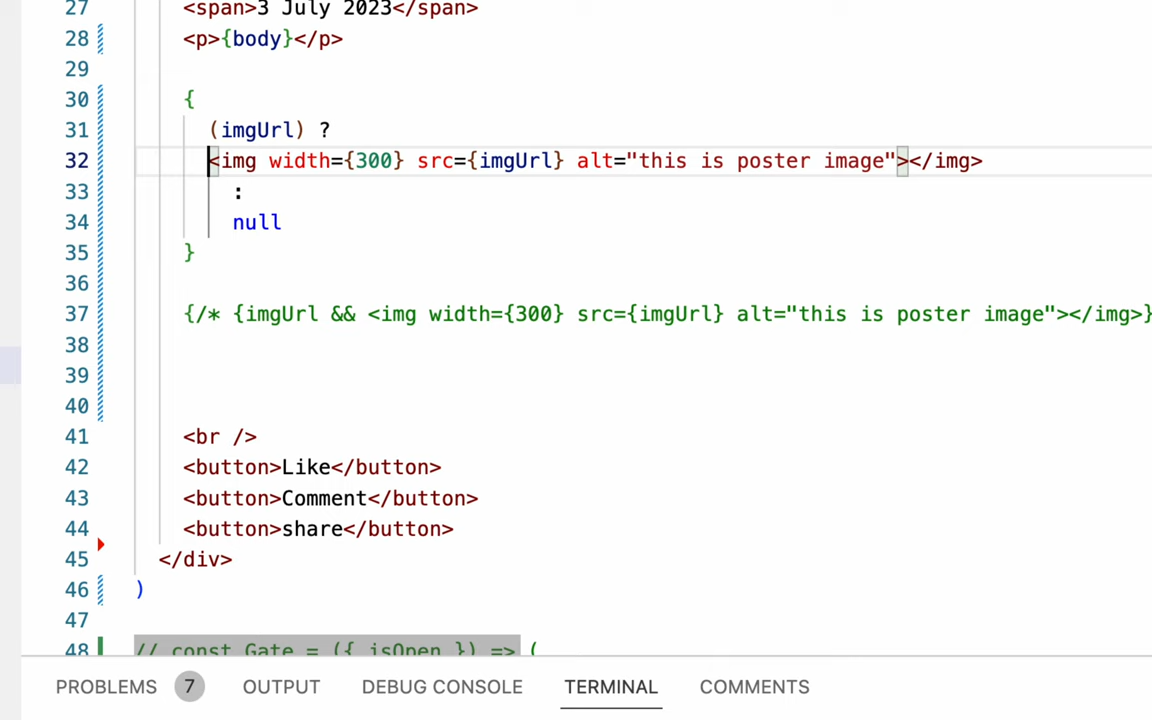 27 <span>3 July 2023</span>
28 <p>{body}</p>
29
30 {
31 (imgUrl) ?
32 <img width={300} src={imgUrl} alt="this is poster image"></img>
33 :
34 null
35 }
36
37 {/* {imgUrl && <img width={300} src={imgUrl} alt="this is poster image"></img>}
38
39
40
41 <br />
42 <button>Like</button>
43 <button>Comment</button>
44 <button>share</button>
45 </div>
46 )
47
48 // const Gate = ({ isOpen }) => (
PROBLEMS 7 OUTPUT DEBUG CONSOLE TERMINAL COMMENTS